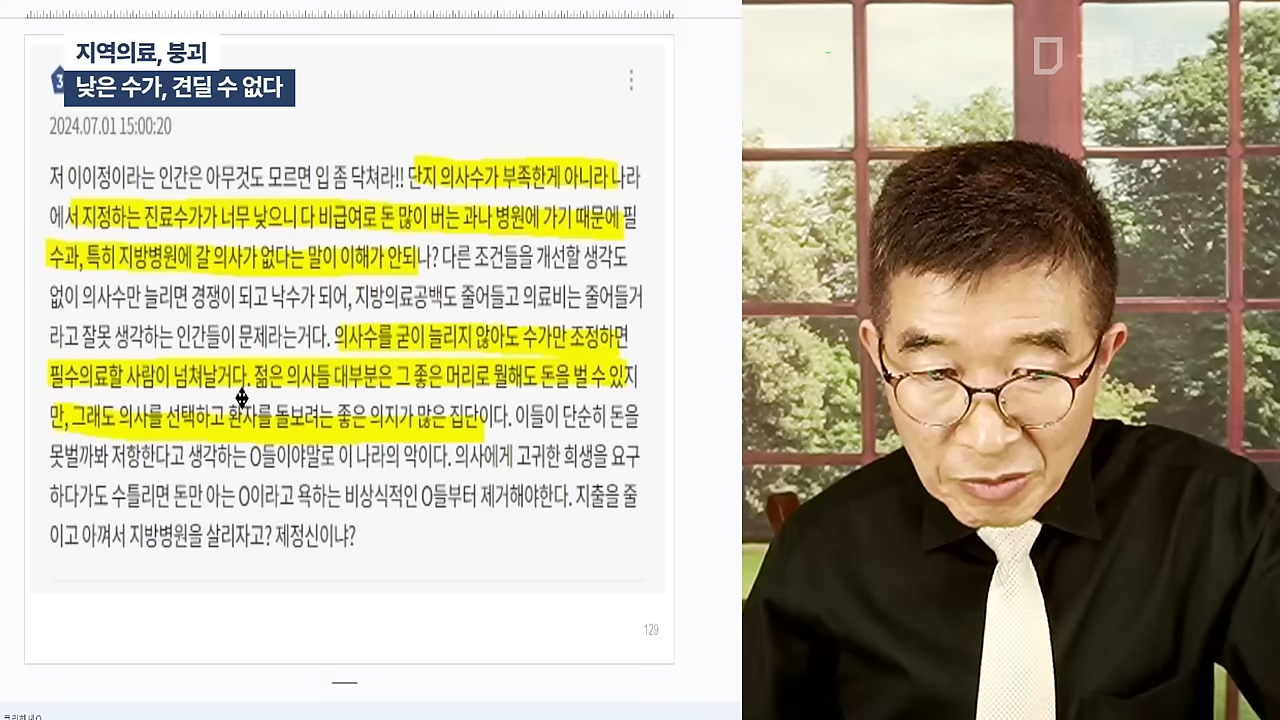 지역의료, 붕괴
낮은 수가, 견딜 수 없다
3
2024.07.01 15:00:20
저 이이정이라는 인간은 아무것도 모르면 입 좀 닥쳐라!! 단지 의사수가 부족한게 아니라 나라
에서 지정하는 진료수가가 너무 낮으니 다 비급여로 돈 많이 버는 과나 병원에 가기 때문에 필
수과, 특히 지방병원에 갈 의사가 없다는 말이 이해가 안되나? 다른 조건들을 개선할 생각도
없이 의사수만 늘리면 경쟁이 되고 낙수가 되어, 지방의료공백도 줄어들고 의료비는 줄어들거
라고 잘못 생각하는 인간들이 문제라는거다. 의사수를 굳이 늘리지 않아도 수가만 조정하면
필수의료할 사람이 넘쳐날거다. 젊은 의사들 대부분은 그 좋은 머리로 뭘해도 돈을 벌 수 있지
만, 그래도 의사를 선택하고 환자를 돌보려는 좋은 의지가 많은 집단이다. 이들이 단순히 돈을
못벌까봐 저항한다고 생각하는 O들이야말로 이 나라의 악이다. 의사에게 고귀한 희생을 요구
하다가도 수틀리면 돈만 아는 O이라고 욕하는 비상식적인 O들부터 제거해야한다. 지출을 줄
이고 아껴서 지방병원을 살리자고? 제정신이냐?
129